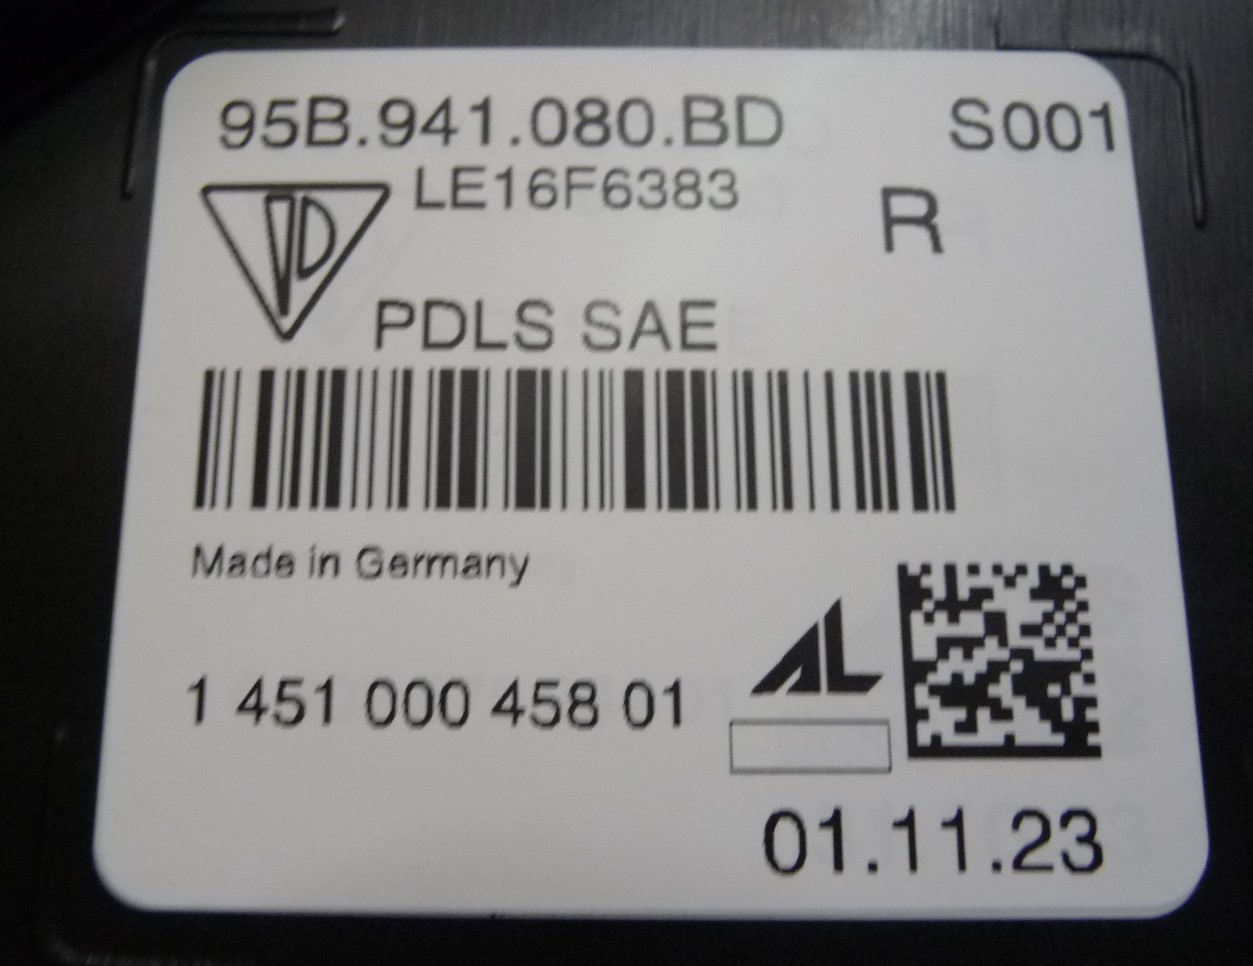 95B.941.080.BD S001
LE16F6383 R
PDLS SAE
Made in Germany
AL
1 451 000 458 01
01.11.23